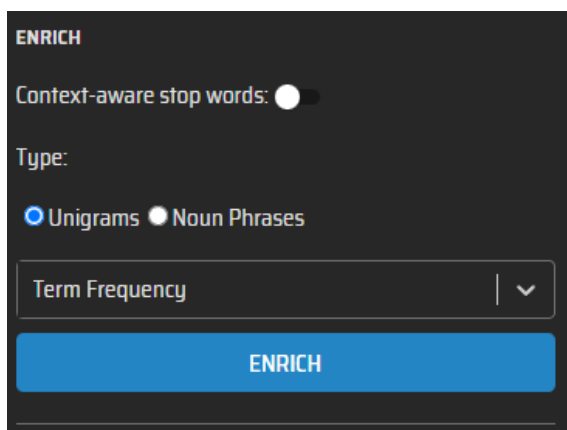 ENRICH
Context-aware stop words:
Type:
Unigrams Noun Phrases
Term Frequency
ENRICH